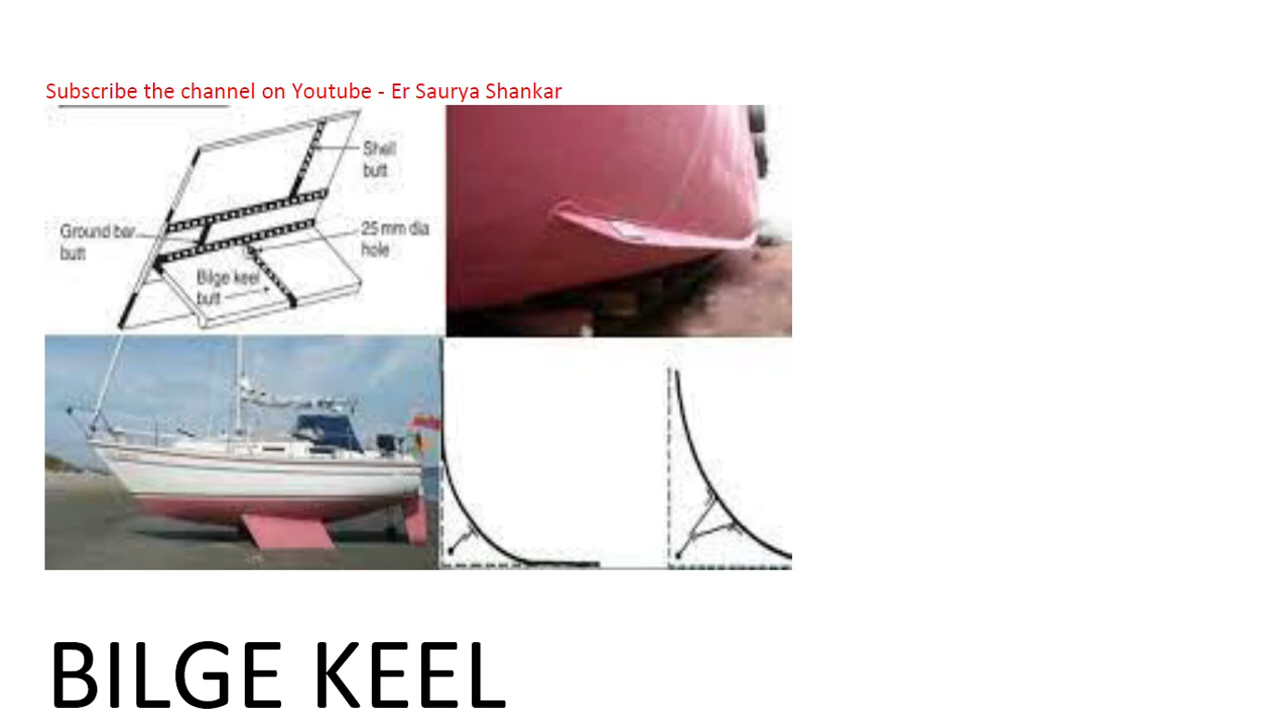 Subscribe the channel on Youtube - Er Saurya Shankar
Shell
butt
Ground bar
butt
25 mm dia
hole
Bilge keel
butt
BILGE KEEL